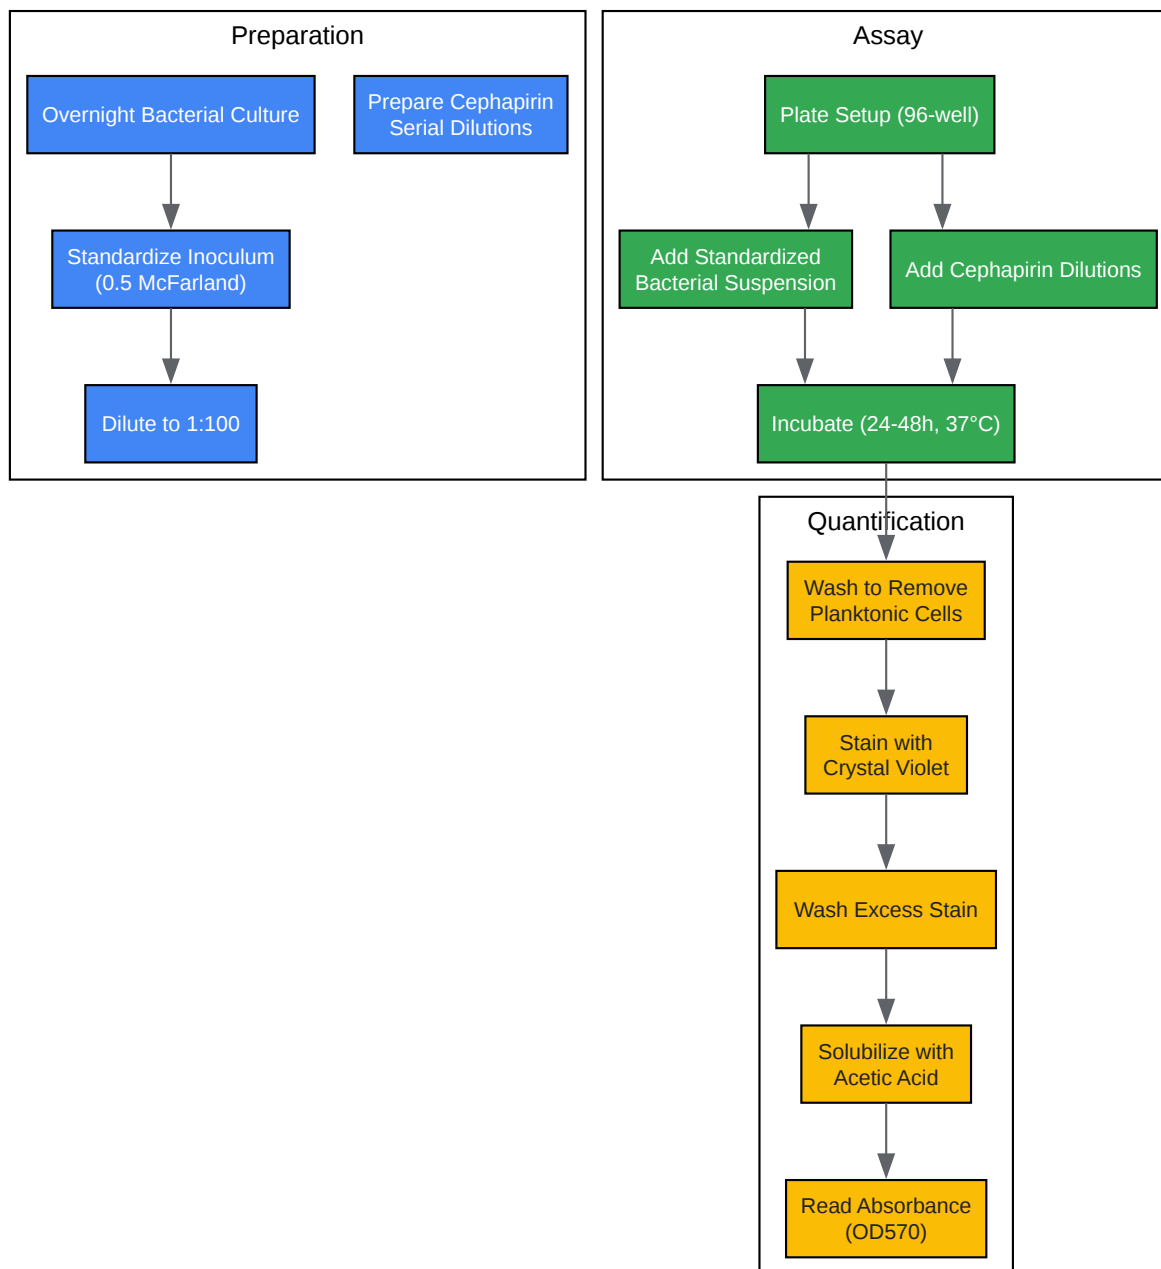 Preparation
Overnight Bacterial Culture
Prepare Cephapirin
Serial Dilutions
Standardize Inoculum
(0.5 McFarland)
Dilute to 1:100
Assay
Plate Setup (96-well)
Add Standardized
Bacterial Suspension
Add Cephapirin Dilutions
Incubate (24-48h, 37°C)
Quantification
Wash to Remove
Planktonic Cells
Stain with
Crystal Violet
Wash Excess Stain
Solubilize with
Acetic Acid
Read Absorbance
(OD570)